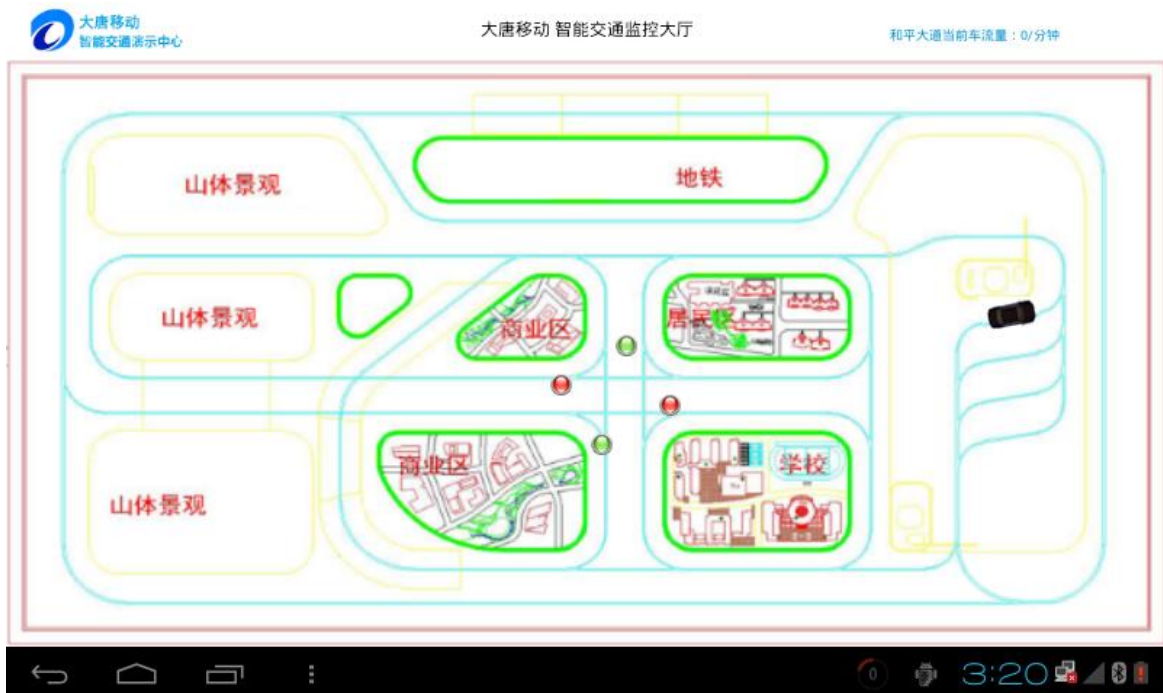 大唐移动
智能交通演示中心
大唐移动 智能交通监控大厅
和平大道当前车流量：0/分钟
山体景观
地铁
山体景观
商业区
居民区
商业区
学校
山体景观
0
3:20